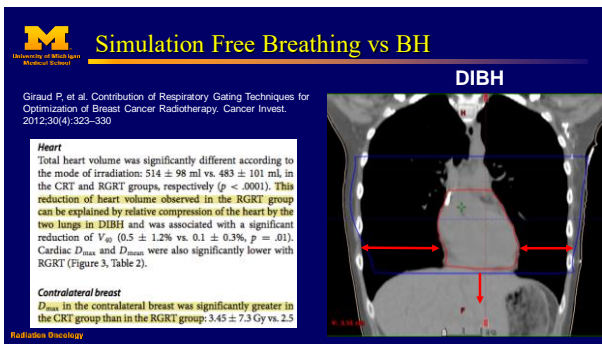 Simulation Free Breathing vs BH
M
University of Michigan
Medical School
DIBH
Giraud P, et al. Contribution of Respiratory Gating Techniques for
Optimization of Breast Cancer Radiotherapy. Cancer Invest.
2012;30(4):323–330
Heart
Total heart volume was significantly different according to
the mode of irradiation: 514 ± 98 ml vs. 483 ± 101 ml, in
the CRT and RGRT groups, respectively (p < .0001). This
reduction of heart volume observed in the RGRT group
can be explained by relative compression of the heart by the
two lungs in DIBH and was associated with a significant
reduction of V40 (0.5 ± 1.2% vs. 0.1 ± 0.3%, p = .01).
Cardiac Dmax and Dmean were also significantly lower with
RGRT (Figure 3, Table 2).
Contralateral breast
Dmax in the contralateral breast was significantly greater in
the CRT group than in the RGRT group: 3.45 ± 7.3 Gy vs. 2.5
H
Radiation Oncology